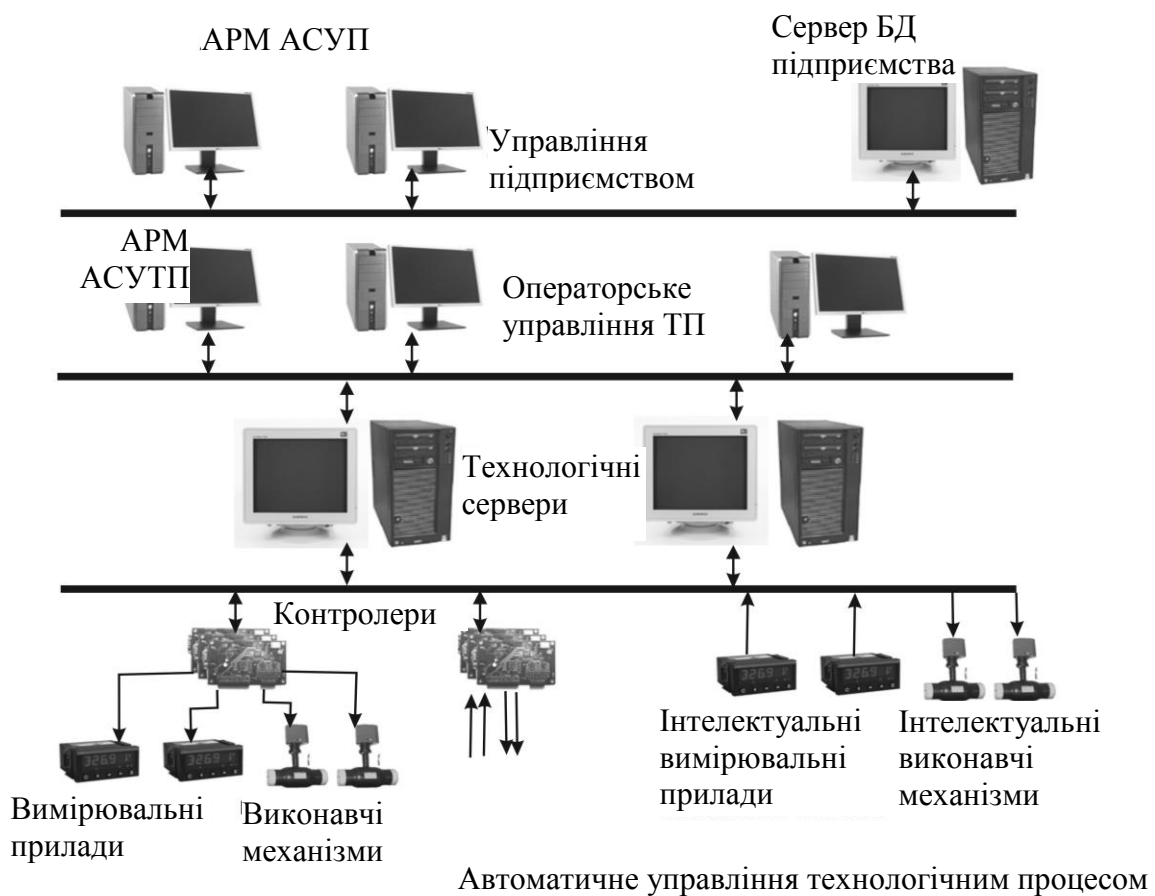 АРМ АСУП
Сервер БД
підприємства
Управління
підприємством
АРМ
АСУТП
Операторське
управління ТП
Технологічні
сервери
Контролери
Вимірювальні
прилади
Виконавчі
механізми
Інтелектуальні
вимірювальні
прилади
Інтелектуальні
виконавчі
механізми
Автоматичне управління технологічним процесом